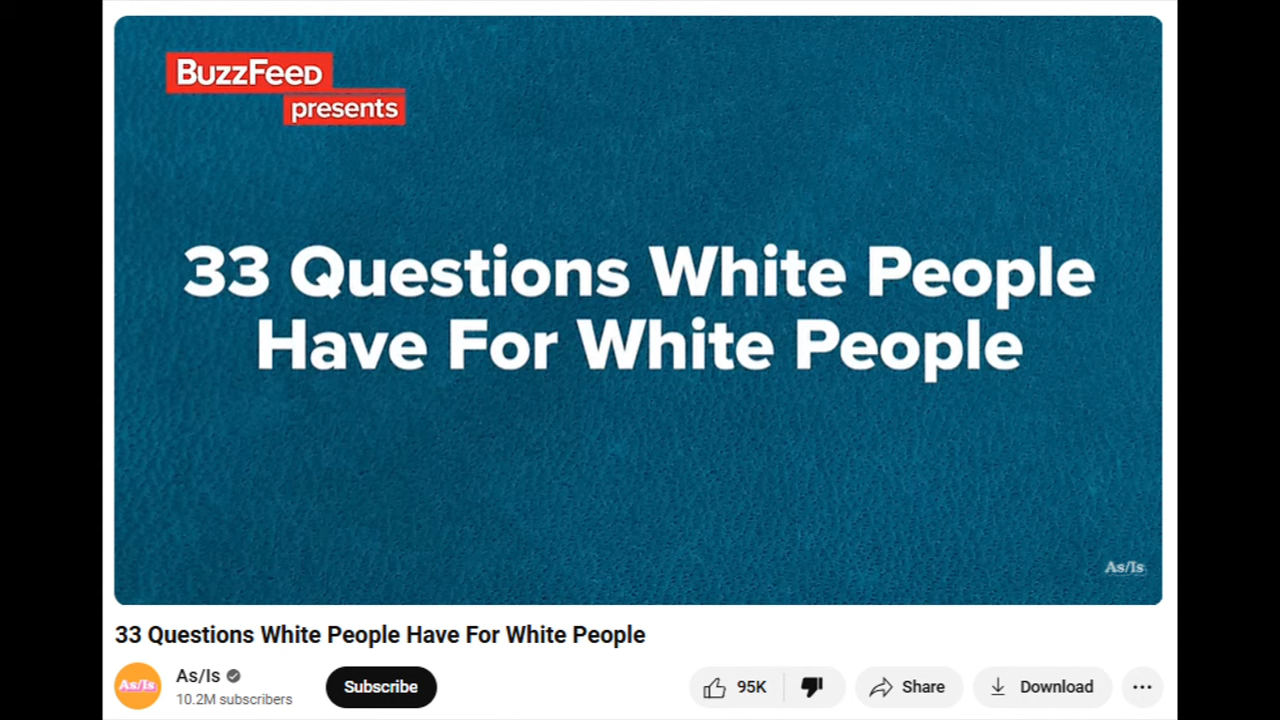 BuzzFeed
presents
33 Questions White People
Have For White People
As/Is
33 Questions White People Have For White People
As/Is
As/Is
10.2M subscribers
Subscribe
95K
Share
Download